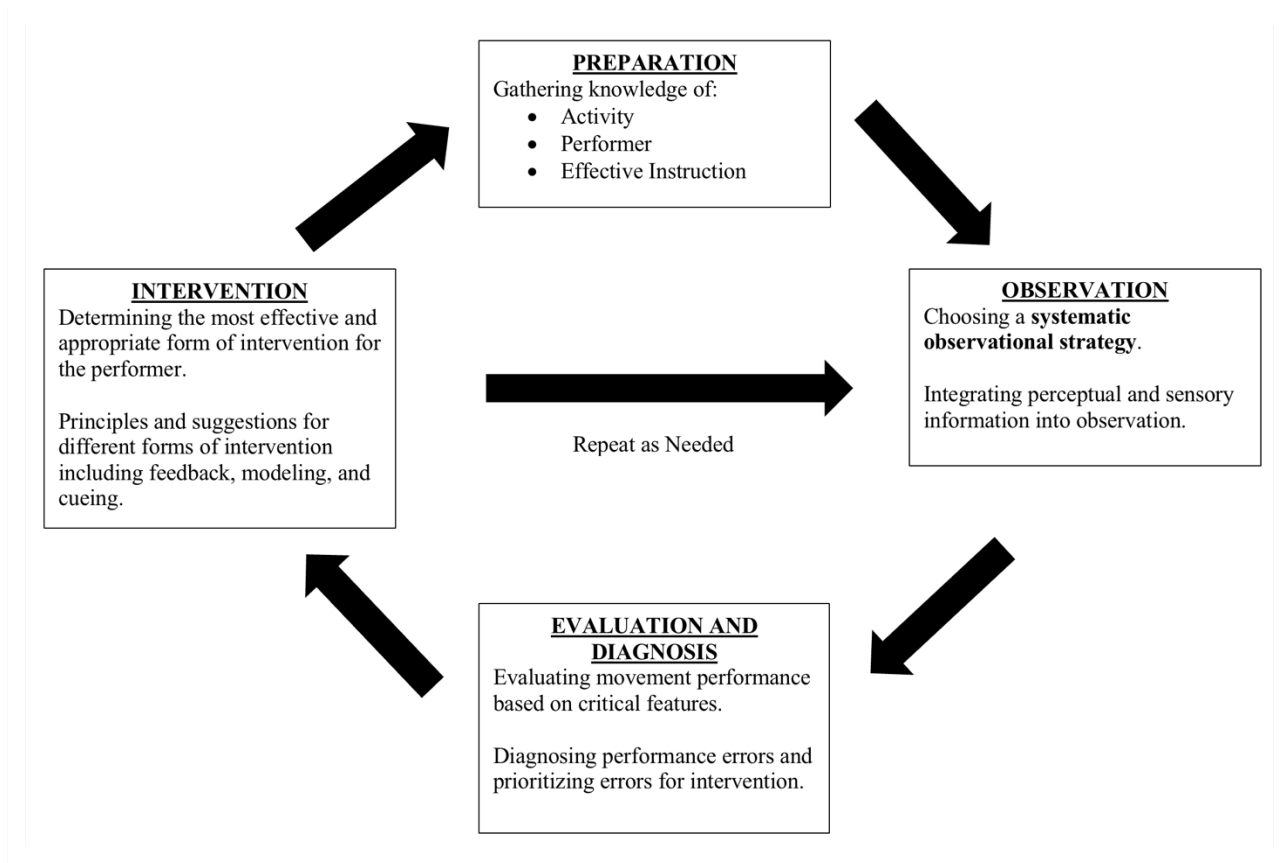 PREPARATION
Gathering knowledge of:
• Activity
• Performer
• Effective Instruction
INTERVENTION
Determining the most effective and
appropriate form of intervention for
the performer.
Principles and suggestions for
different forms of intervention
including feedback, modeling, and
cueing.
OBSERVATION
Choosing a systematic
observational strategy.
Integrating perceptual and sensory
information into observation.
Repeat as Needed
EVALUATION AND
DIAGNOSIS
Evaluating movement performance
based on critical features.
Diagnosing performance errors and
prioritizing errors for intervention.